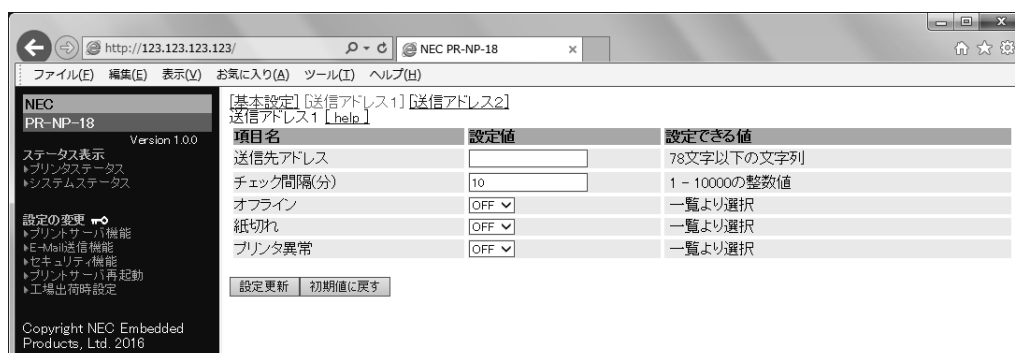 http://123.123.123.123/
NEC PR-NP-18
ファイル(F) 編集(E) 表示(V) お気に入り(A) ツール(T) ヘルプ(H)
NEC
PR-NP-18
Version 1.0.0
ステータス表示
プリンタステータス
システムステータス
設定の変更
プリントサーバ機能
E-Mail送信機能
セキュリティ機能
プリントサーバ再起動
工場出荷時設定
Copyright NEC Embedded
Products, Ltd. 2016
[基本設定] [送信アドレス1] [送信アドレス2]
送信アドレス1 [ help ]
項目名 設定値 設定できる値
送信先アドレス 78文字以下の文字列
チェック間隔(分) 10 1 - 10000の整数値
オフライン OFF 一覧より選択
紙切れ OFF 一覧より選択
プリンタ異常 OFF 一覧より選択
設定更新 初期値に戻す